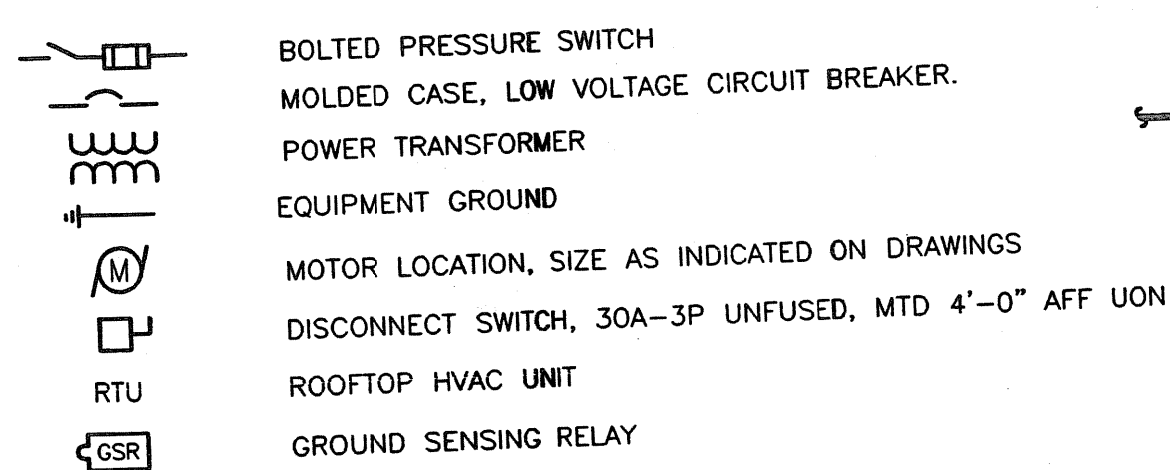 BOLTED PRESSURE SWITCH
MOLDED CASE, LOW VOLTAGE CIRCUIT BREAKER.
POWER TRANSFORMER
EQUIPMENT GROUND
M MOTOR LOCATION, SIZE AS INDICATED ON DRAWINGS
DISCONNECT SWITCH, 30A-3P UNFUSED, MTD 4'-0" AFF UON
RTU ROOFTOP HVAC UNIT
GSR GROUND SENSING RELAY